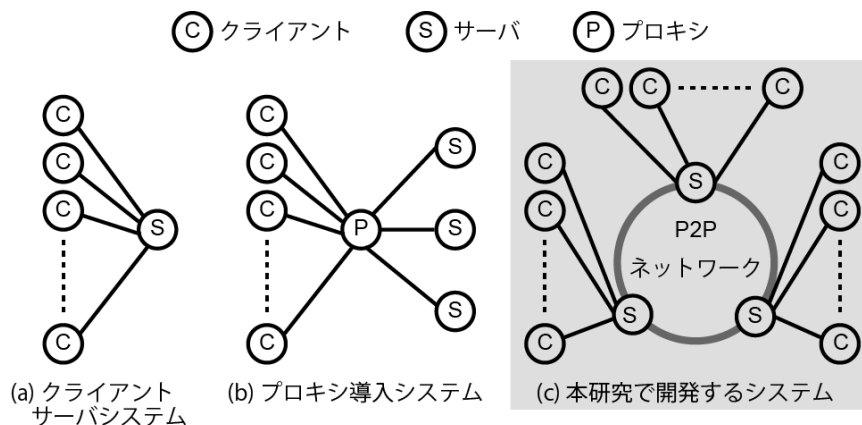 C クライアント S サーバ P プロキシ
C
C
C
C
S
C
C
C
C
P
S
S
S
C C C
C
C
C
S
C
C
C
P2P
ネットワーク
S
S
(a) クライアント
サーバシステム
(b) プロキシ導入システム
(c) 本研究で開発するシステム